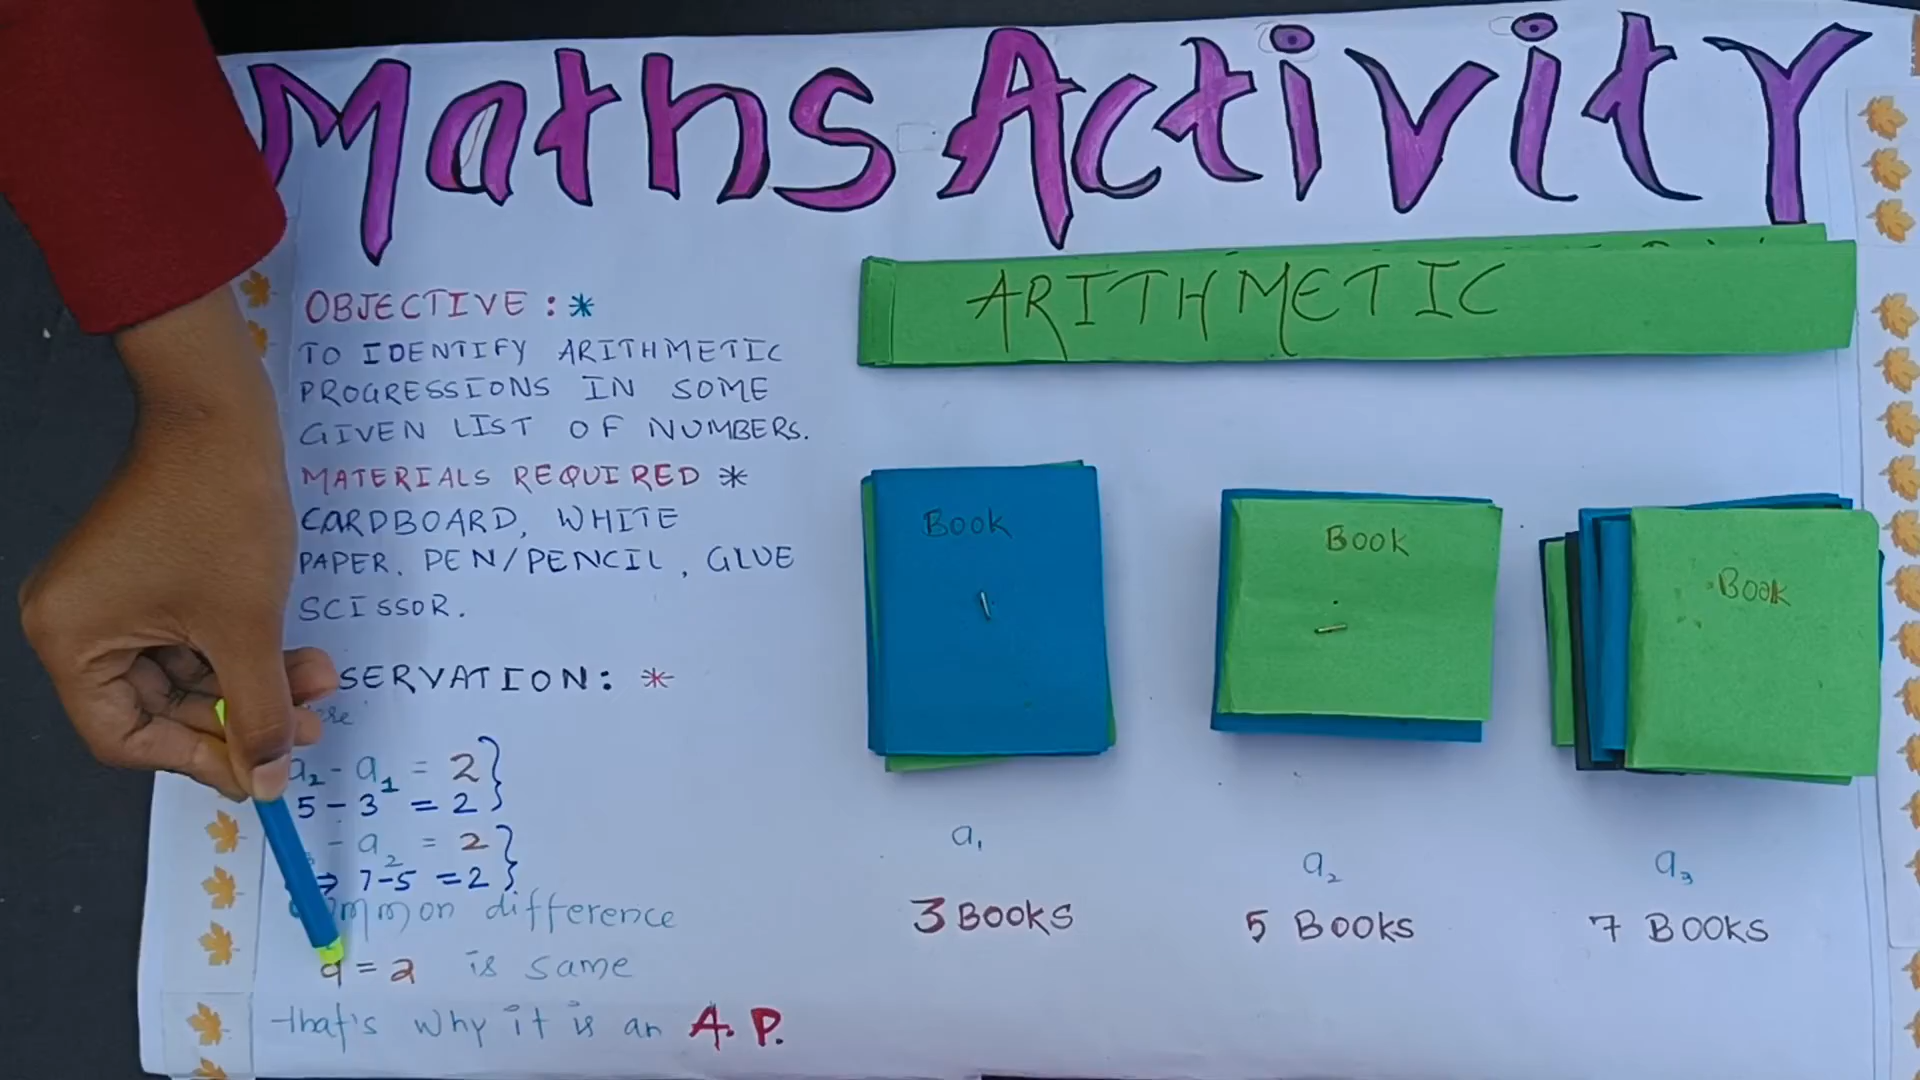 Maths Activity
ARITHMETIC
OBJECTIVE : *
TO IDENTIFY ARITHMETIC
PROGRESSIONS IN SOME
GIVEN LIST OF NUMBERS.
MATERIALS REQUIRED *
CARDBOARD, WHITE
PAPER. PEN/PENCIL, GLUE
SCISSOR.
SERVATION: *
a₂ - a₁ = 2
5 - 3 = 2
- a₂ = 2
⇒ 7-5 = 2
mmon difference
= 2 is same
that's why it is an A.P.
Book
Book
Book
a₁
a₂
a₃
3 BOOKS
5 BOOKS
7 BOOKS